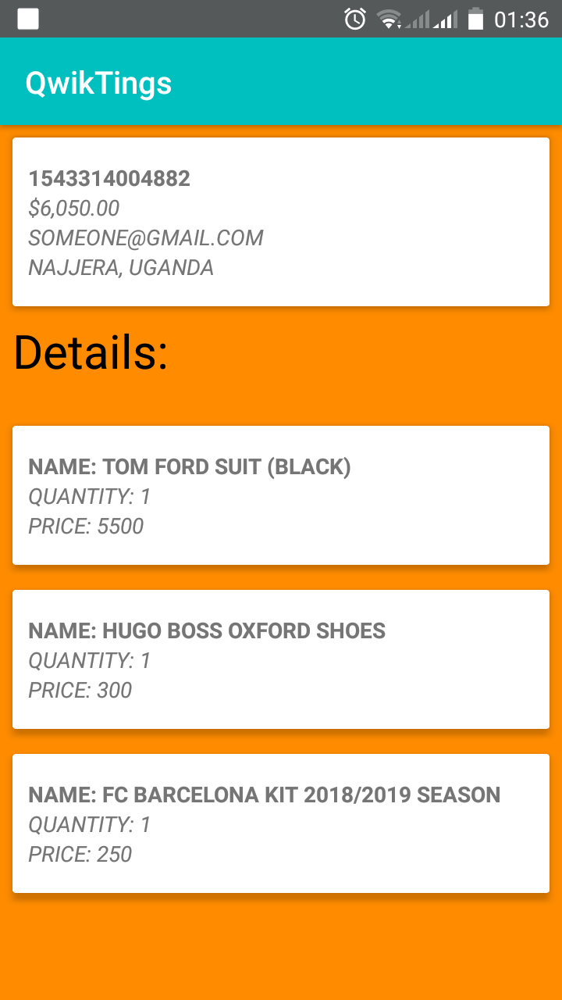 01:36
QwikTings
1543314004882
$6,050.00
SOMEONE@GMAIL.COM
NAJJERA, UGANDA
Details:
NAME: TOM FORD SUIT (BLACK)
QUANTITY: 1
PRICE: 5500
NAME: HUGO BOSS OXFORD SHOES
QUANTITY: 1
PRICE: 300
NAME: FC BARCELONA KIT 2018/2019 SEASON
QUANTITY: 1
PRICE: 250